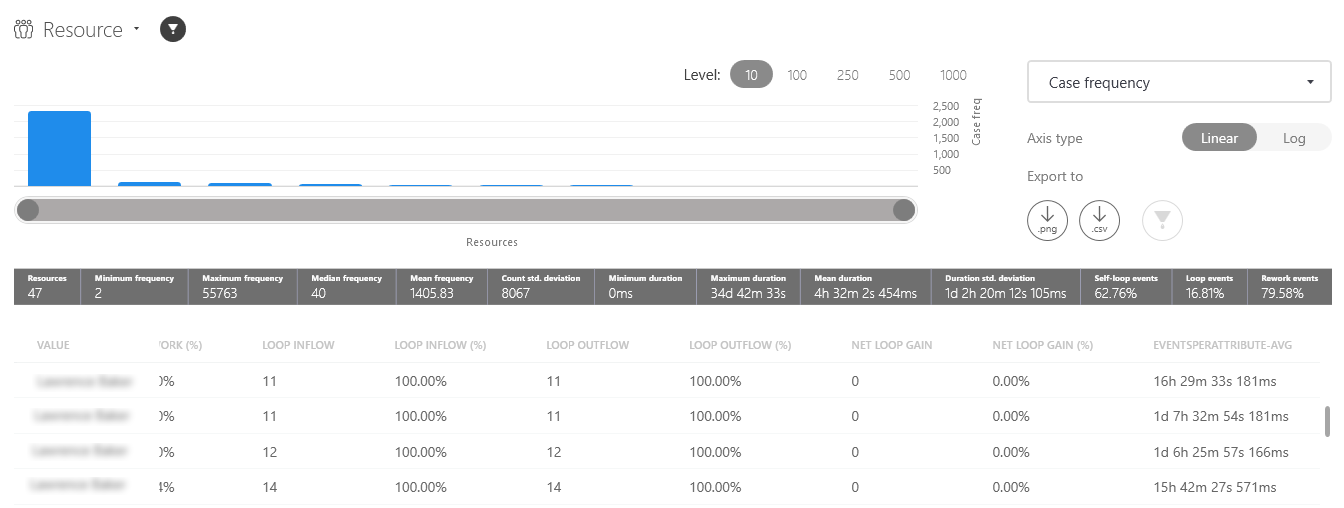 Resource
Level: 10 100 250 500 1000
Case frequency
2,500
2,000
1,500
1,000
500
Case freq
Axis type Linear Log
Export to
.png .csv
Resources
Resources Minimum frequency Maximum frequency Median frequency Mean frequency Count std. deviation Minimum duration Maximum duration Mean duration Duration std. deviation Self-loop events Loop events Rework events
47 2 55763 40 1405.83 8067 0ms 34d 42m 33s 4h 32m 2s 454ms 1d 2h 20m 12s 105ms 62.76% 16.81% 79.58%
VALUE ORK (%) LOOP INFLOW LOOP INFLOW (%) LOOP OUTFLOW LOOP OUTFLOW (%) NET LOOP GAIN NET LOOP GAIN (%) EVENTSPERATTRIBUTE-AVG
% 11 100.00% 11 100.00% 0 0.00% 16h 29m 33s 181ms
% 11 100.00% 11 100.00% 0 0.00% 1d 7h 32m 54s 181ms
% 12 100.00% 12 100.00% 0 0.00% 1d 6h 25m 57s 166ms
% 14 100.00% 14 100.00% 0 0.00% 15h 42m 27s 571ms